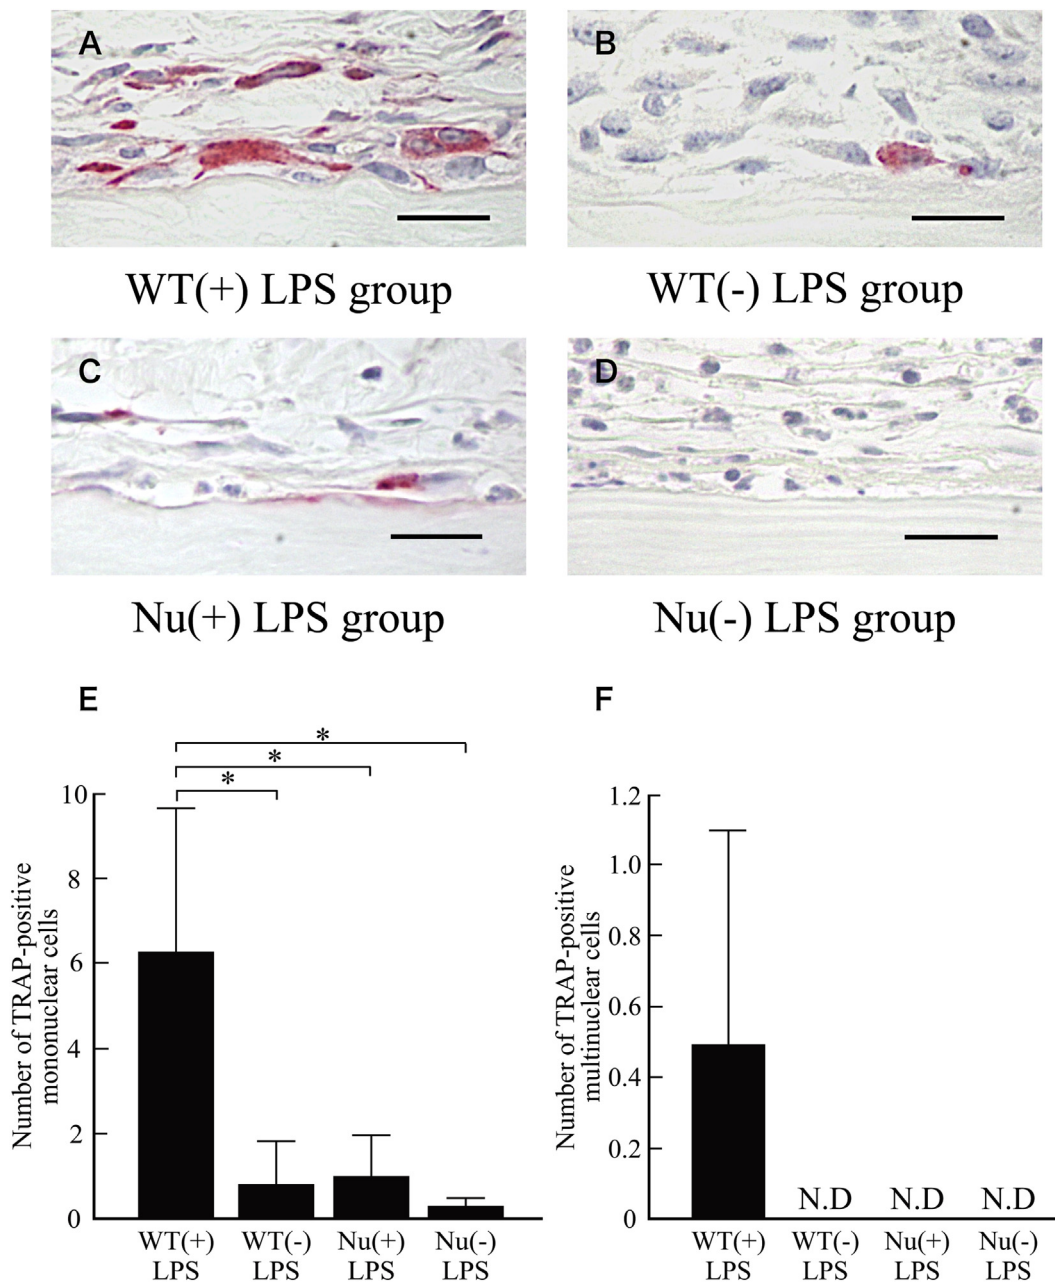 A
B
WT(+) LPS group
WT(-) LPS group
C
D
Nu(+) LPS group
Nu(-) LPS group
E
*
*
*
10
8
6
4
2
0
Number of TRAP-positive
mononuclear cells
WT(+)
LPS
WT(-)
LPS
Nu(+)
LPS
Nu(-)
LPS
F
1.2
1.0
0.8
0.6
0.4
0.2
0
Number of TRAP-positive
multinuclear cells
N.D
N.D
N.D
WT(+)
LPS
WT(-)
LPS
Nu(+)
LPS
Nu(-)
LPS